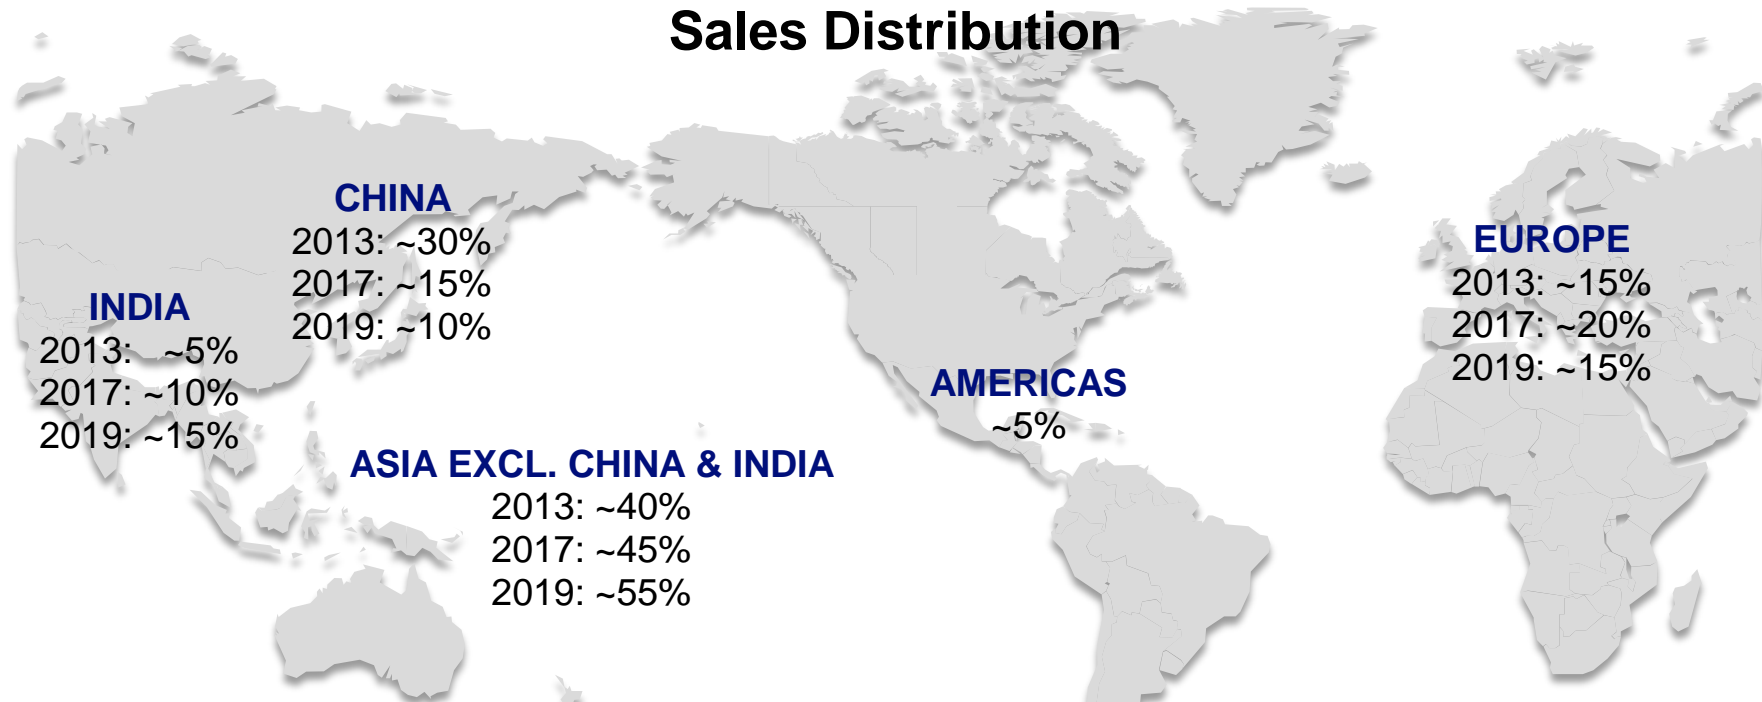 Sales Distribution
CHINA
2013: ~30%
2017: ~15%
2019: ~10%
INDIA
2013: ~5%
2017: ~10%
2019: ~15%
ASIA EXCL. CHINA & INDIA
2013: ~40%
2017: ~45%
2019: ~55%
AMERICAS
~5%
EUROPE
2013: ~15%
2017: ~20%
2019: ~15%